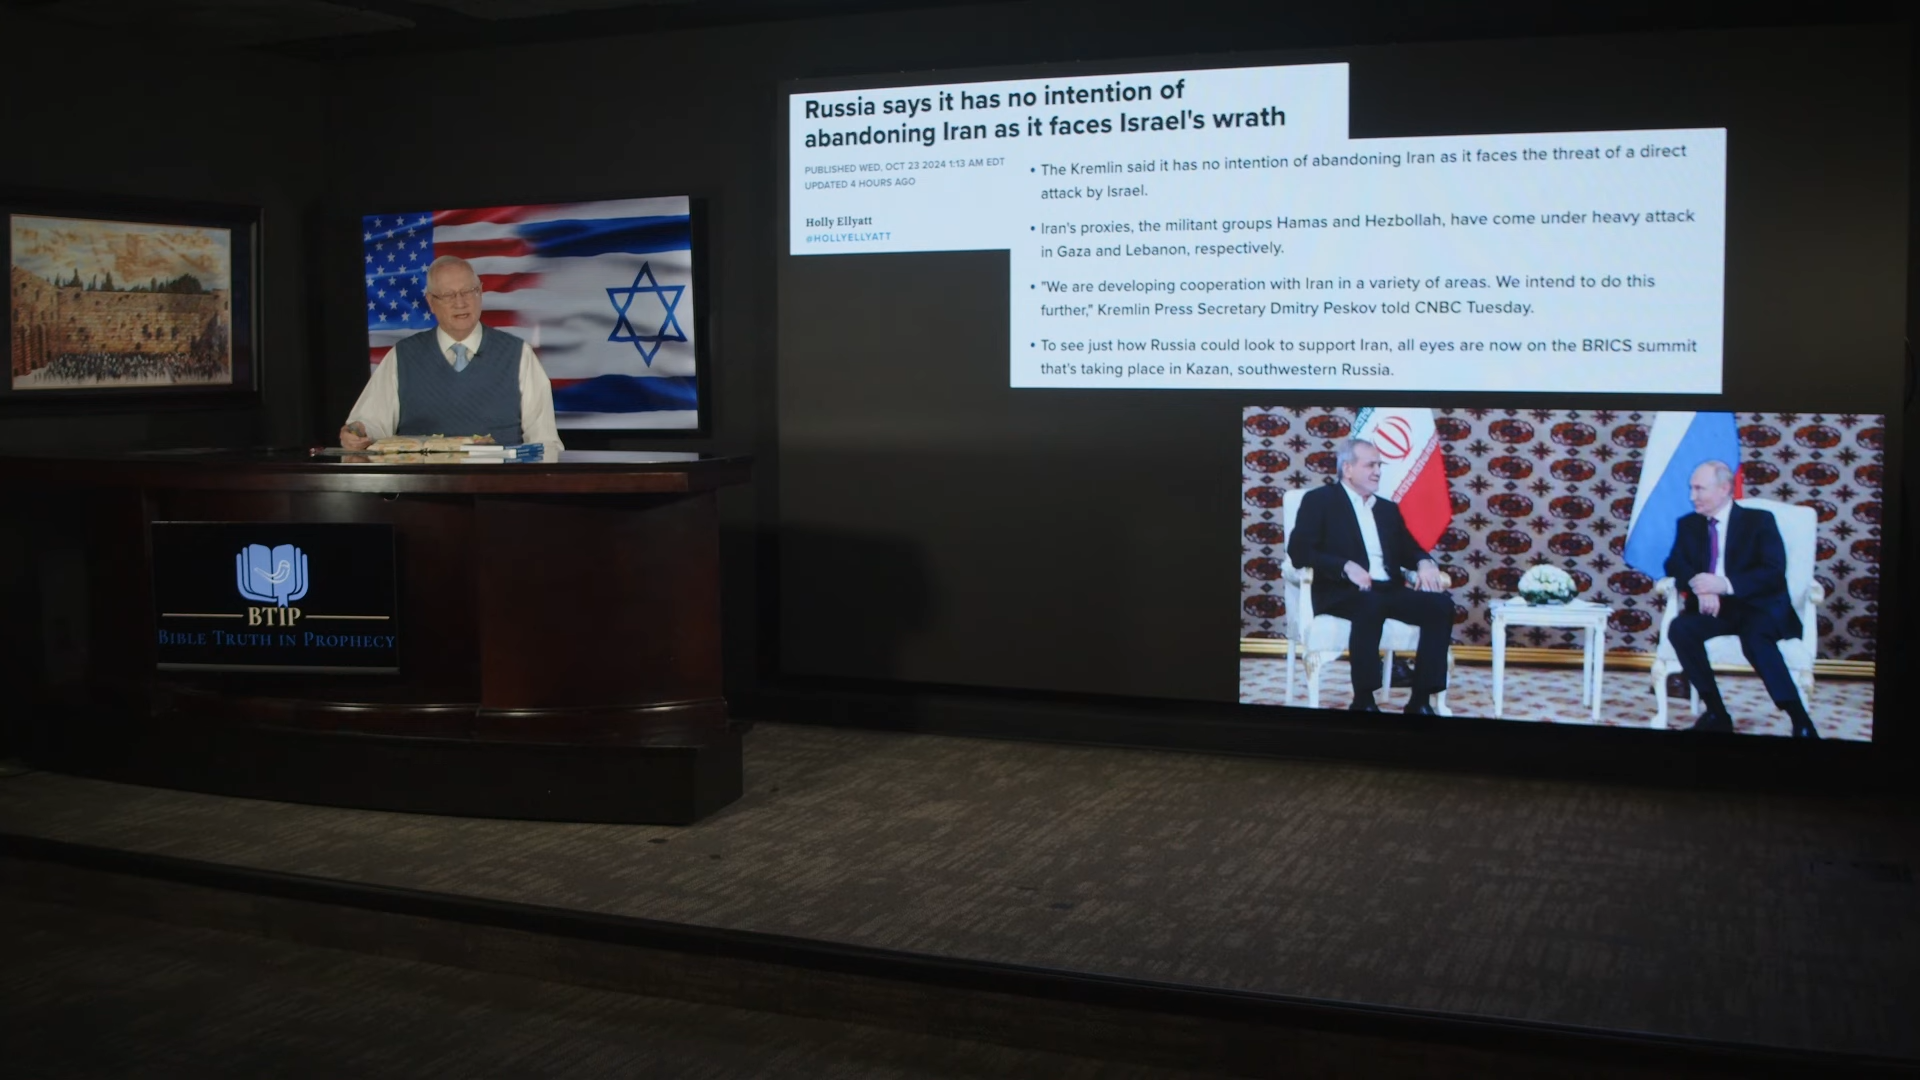 Russia says it has no intention of
abandoning Iran as it faces Israel's wrath
PUBLISHED WED, OCT 23 2024 1:13 AM EDT
UPDATED 4 HOURS AGO
Holly Ellyatt
@HOLLYELLYATT
• The Kremlin said it has no intention of abandoning Iran as it faces the threat of a direct
attack by Israel.
• Iran's proxies, the militant groups Hamas and Hezbollah, have come under heavy attack
in Gaza and Lebanon, respectively.
• "We are developing cooperation with Iran in a variety of areas. We intend to do this
further," Kremlin Press Secretary Dmitry Peskov told CNBC Tuesday.
• To see just how Russia could look to support Iran, all eyes are now on the BRICS summit
that's taking place in Kazan, southwestern Russia.
BTIP
BIBLE TRUTH IN PROPHECY